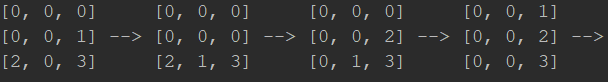 [0, 0, 0]     [0, 0, 0]     [0, 0, 0]     [0, 0, 1]
[0, 0, 1] --> [0, 0, 0] --> [0, 0, 2] --> [0, 0, 2] -->
[2, 0, 3]     [2, 1, 3]     [0, 1, 3]     [0, 0, 3]